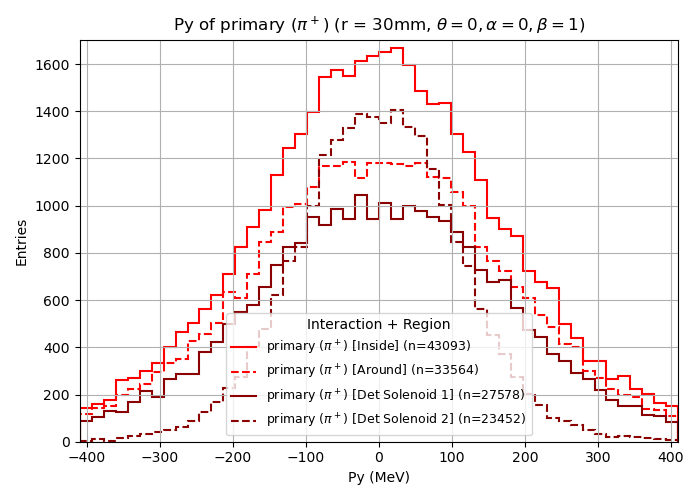 Py of primary (π⁺) (r = 30mm, θ = 0, α = 0, β = 1)
Entries
1600
1400
1200
1000
800
600
400
200
0
Interaction + Region
primary (π⁺) [Inside] (n=43093)
primary (π⁺) [Around] (n=33564)
primary (π⁺) [Det Solenoid 1] (n=27578)
primary (π⁺) [Det Solenoid 2] (n=23452)
−400 −300 −200 −100 0 100 200 300 400
Py (MeV)